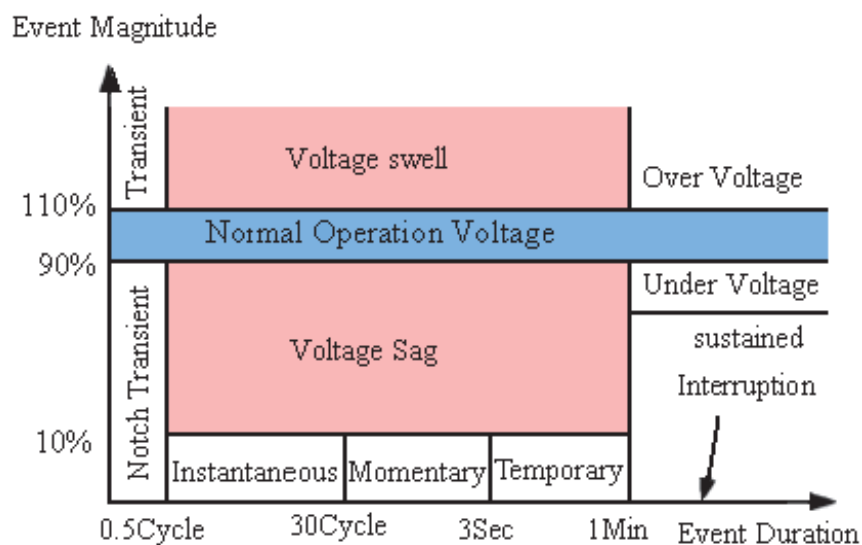 Event Magnitude
Transient
Voltage swell
Over Voltage
110%
Normal Operation Voltage
90%
Under Voltage
Notch Transient
Voltage Sag
sustained
Interruption
10%
Instantaneous Momentary Temporary
0.5Cycle 30Cycle 3Sec 1Min Event Duration